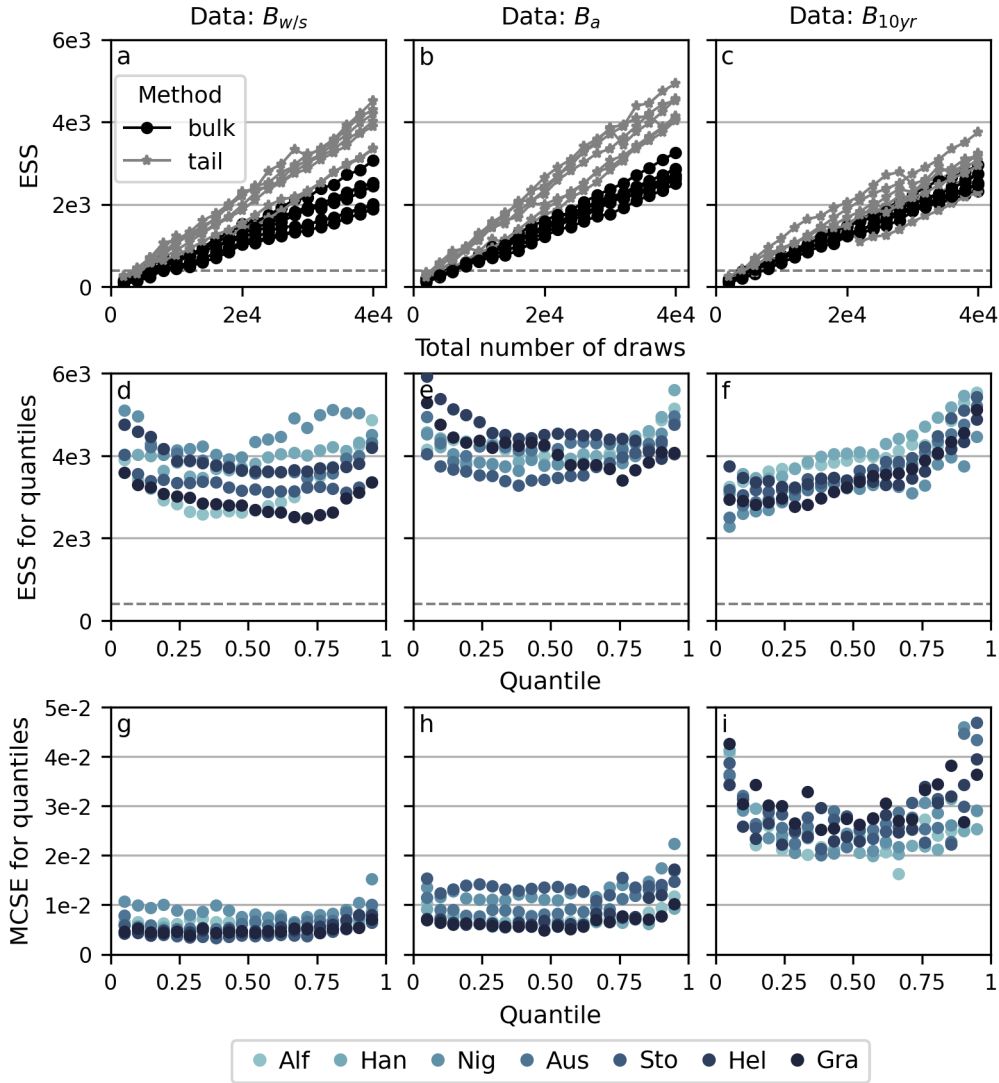 Data: B_{w/s} Data: B_a Data: B_{10yr}
6e3 a b c
Method
bulk
tail
ESS
4e3
2e3
0
0 2e4 4e4 0 2e4 4e4 0 2e4 4e4
Total number of draws
6e3 d e f
ESS for quantiles
4e3
2e3
0
0 0.25 0.50 0.75 1 0 0.25 0.50 0.75 1 0 0.25 0.50 0.75 1
Quantile
5e-2 g h i
MCSE for quantiles
4e-2
3e-2
2e-2
1e-2
0
0 0.25 0.50 0.75 1 0 0.25 0.50 0.75 1 0 0.25 0.50 0.75 1
Quantile
Alf Han Nig Aus Sto Hel Gra